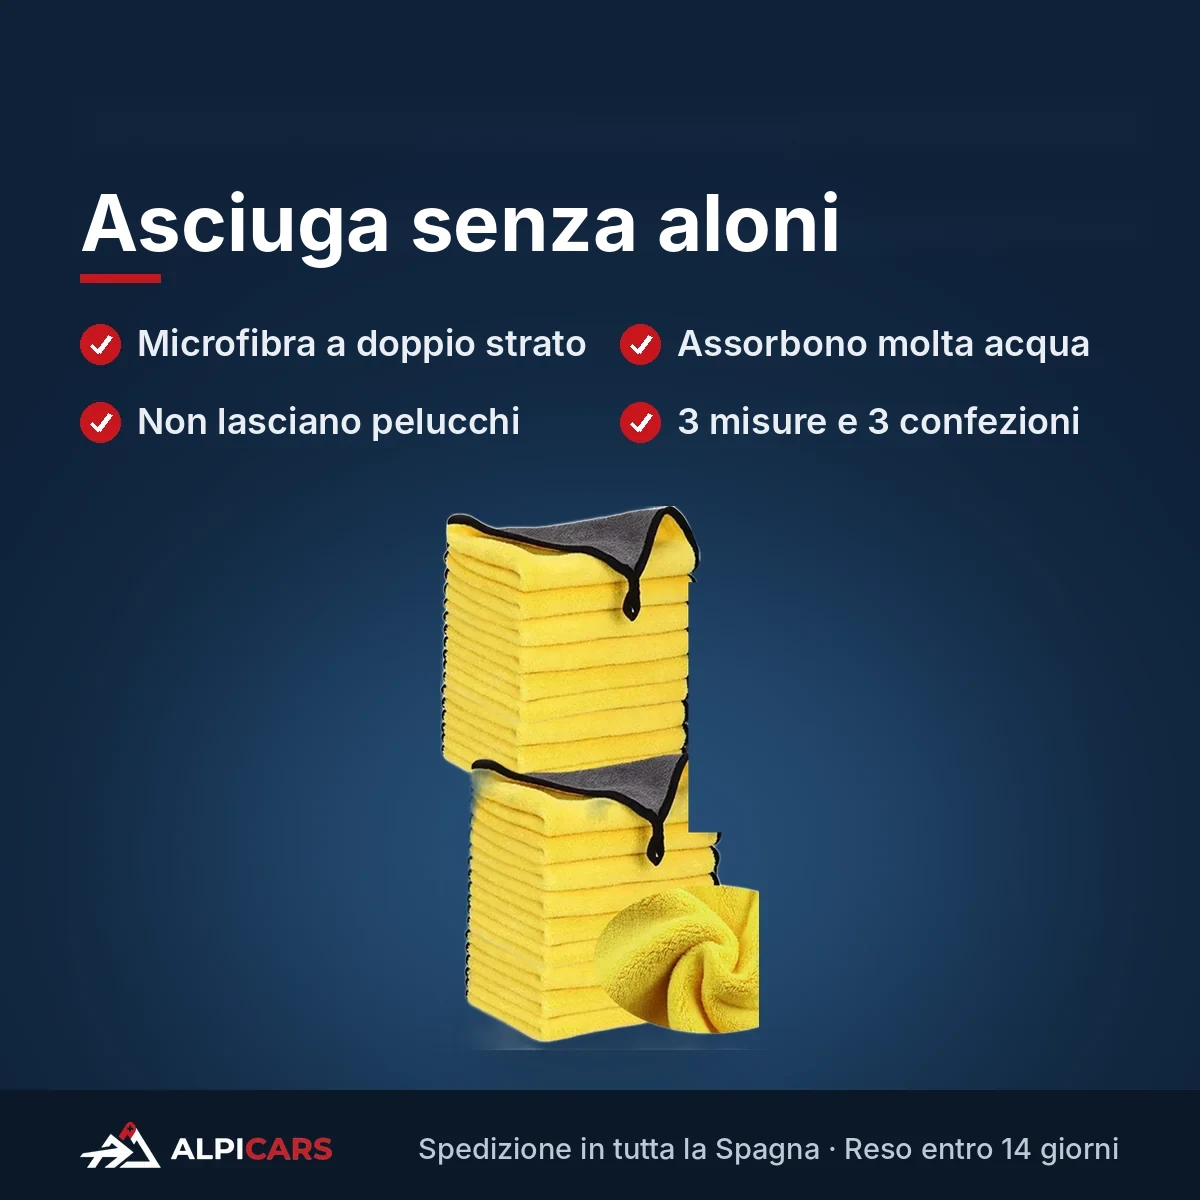 Asciuga senza aloni
Microfibra a doppio strato
Assorbono molta acqua
Non lasciano pelucchi
3 misure e 3 confezioni
ALPICARS
Spedizione in tutta la Spagna · Reso entro 14 giorni